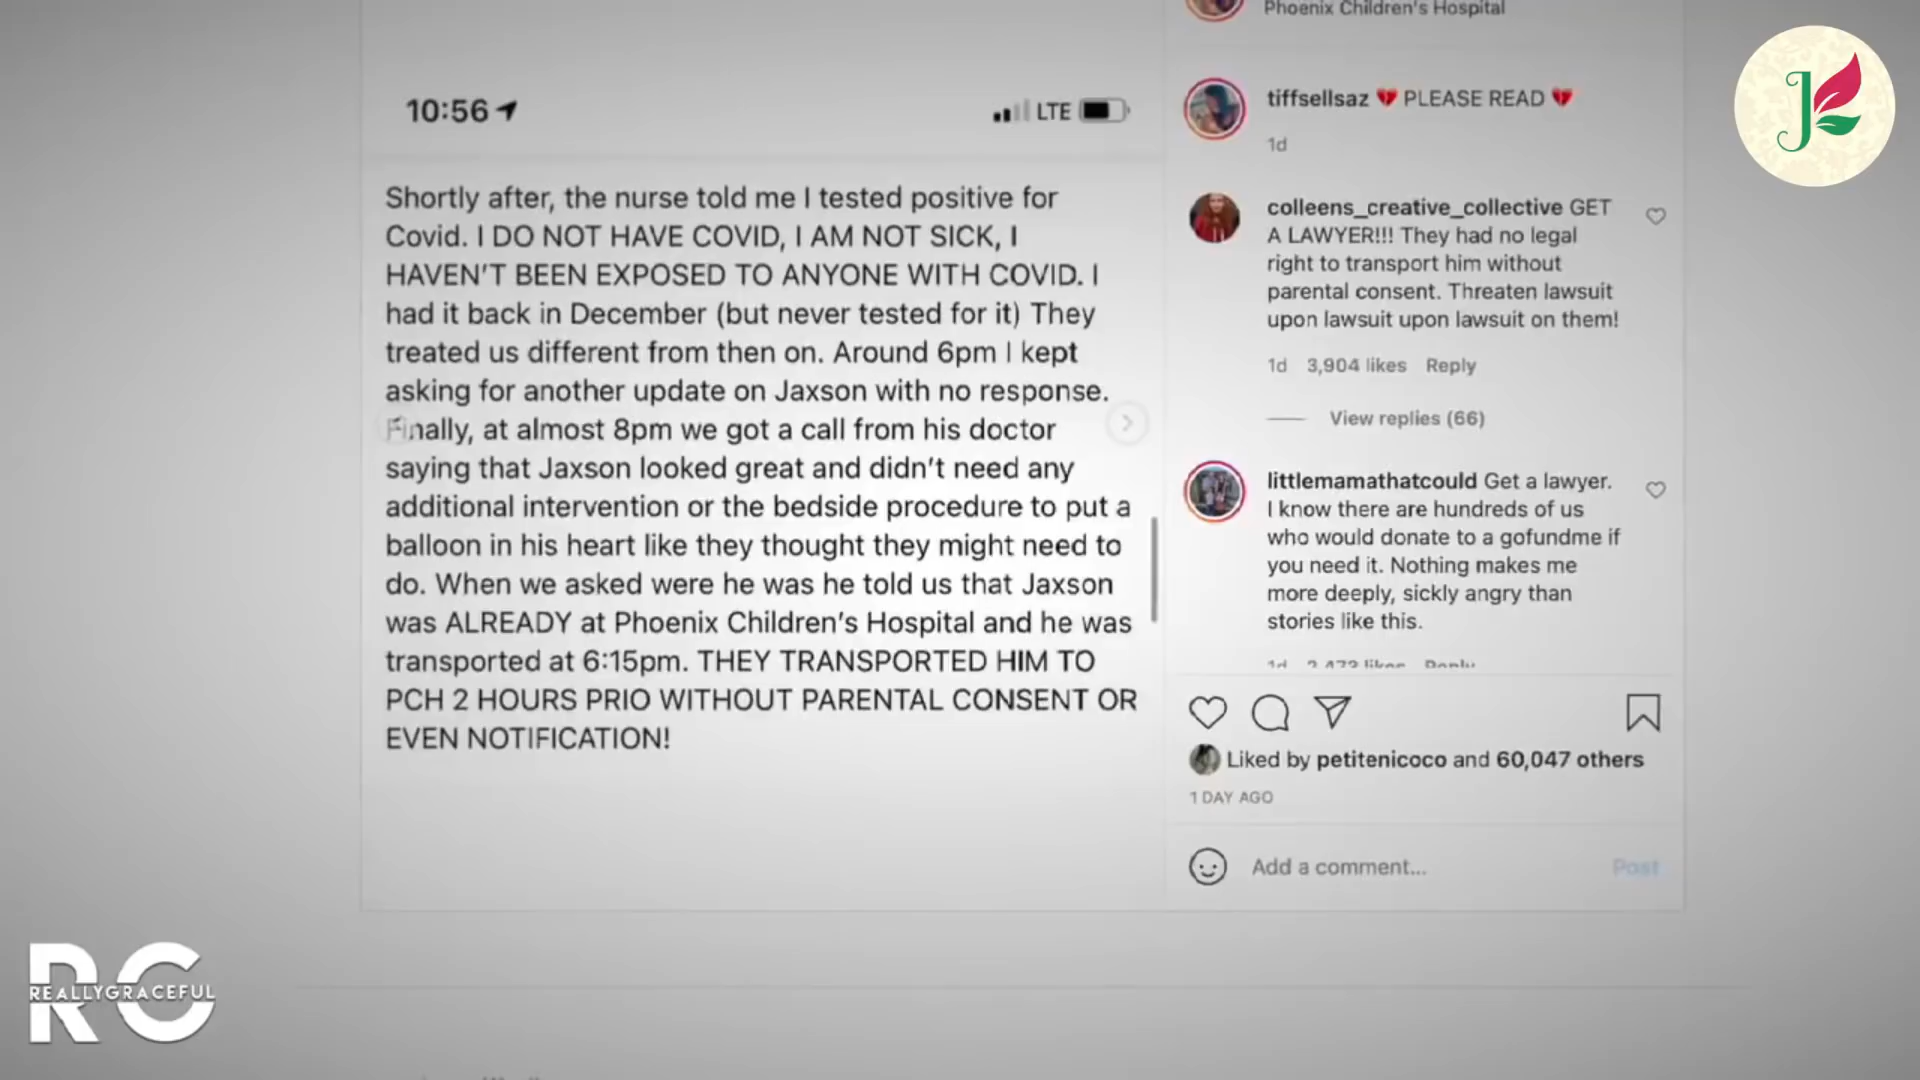 Phoenix Children's Hospital
10:56
LTE
tiffsellsaz 💔 PLEASE READ 💔
1d
Shortly after, the nurse told me I tested positive for
Covid. I DO NOT HAVE COVID, I AM NOT SICK, I
HAVEN'T BEEN EXPOSED TO ANYONE WITH COVID. I
had it back in December (but never tested for it) They
treated us different from then on. Around 6pm I kept
asking for another update on Jaxson with no response.
Finally, at almost 8pm we got a call from his doctor
saying that Jaxson looked great and didn't need any
additional intervention or the bedside procedure to put a
balloon in his heart like they thought they might need to
do. When we asked were he was he told us that Jaxson
was ALREADY at Phoenix Children's Hospital and he was
transported at 6:15pm. THEY TRANSPORTED HIM TO
PCH 2 HOURS PRIO WITHOUT PARENTAL CONSENT OR
EVEN NOTIFICATION!
colleens_creative_collective GET
A LAWYER!!! They had no legal
right to transport him without
parental consent. Threaten lawsuit
upon lawsuit upon lawsuit on them!
1d 3,904 likes Reply
View replies (66)
littlemamathatcould Get a lawyer.
I know there are hundreds of us
who would donate to a gofundme if
you need it. Nothing makes me
more deeply, sickly angry than
stories like this.
1d 2,473 likes Reply
Liked by petitenicoco and 60,047 others
1 DAY AGO
Add a comment...
Post
J
RG
REALLYGRACEFUL